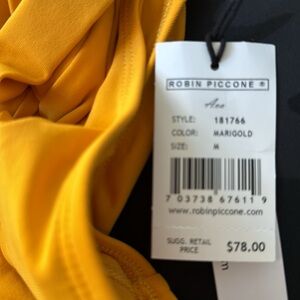 ROBIN PICCONE ®
Ava
STYLE: 181766
COLOR: MARIGOLD
SIZE: M
7 03738 67611 9
www.robinpiccone.com
SUGG. RETAIL
PRICE $78.00
m